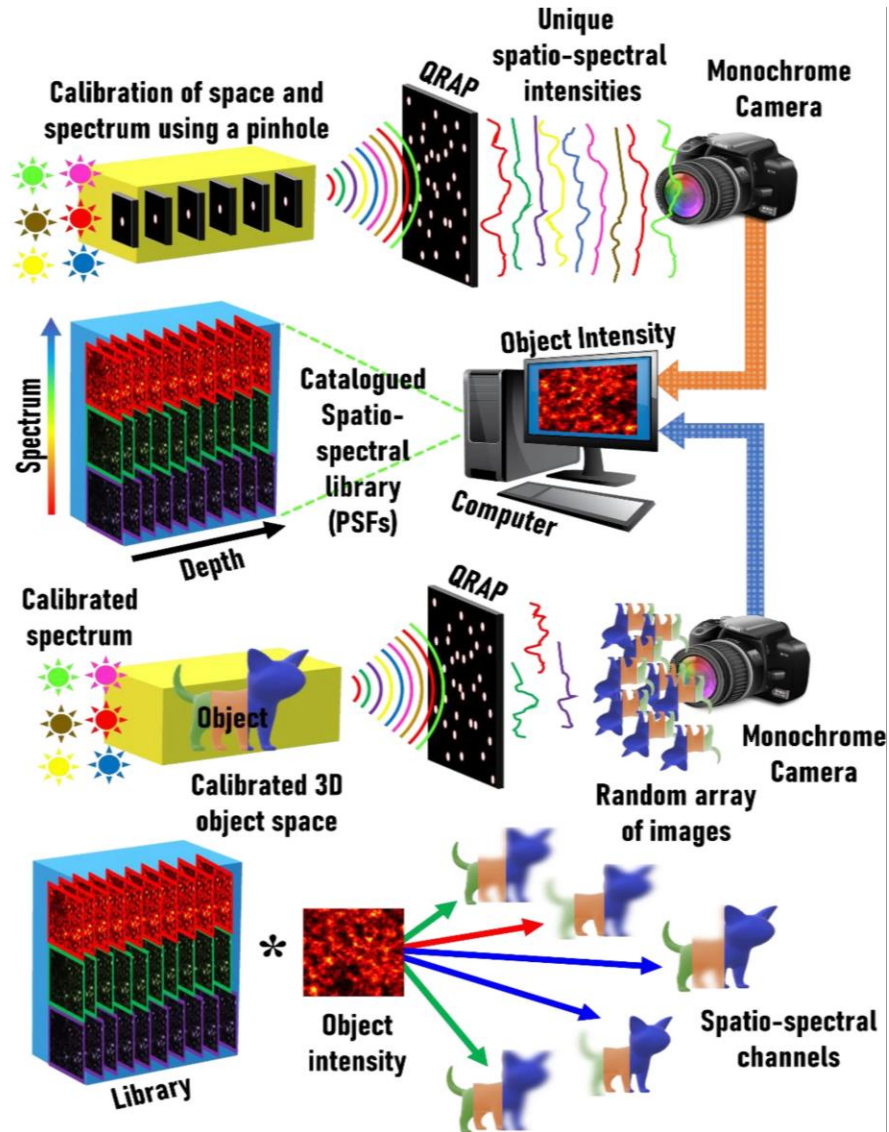 Calibration of space and
spectrum using a pinhole
QRAP
Unique
spatio-spectral
intensities
Monochrome
Camera
Spectrum
Depth
Catalogued
Spatio-
spectral
library
(PSFs)
Object Intensity
Computer
Calibrated
spectrum
Object
Calibrated 3D
object space
QRAP
Random array
of images
Monochrome
Camera
Library
*
Object
intensity
Spatio-spectral
channels